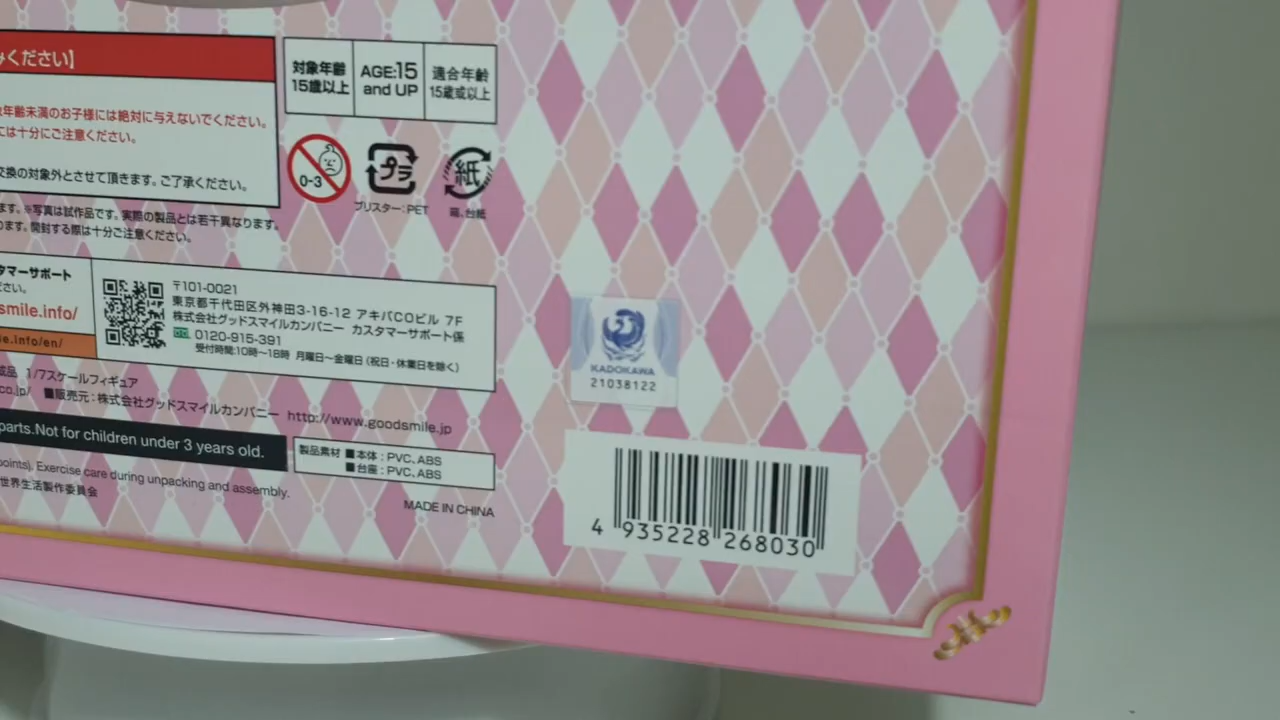 みください】
年齢未満のお子様には絶対に与えないでください。
には十分にご注意ください。
交換の対象外とさせて頂きます。ご了承ください。
ます。※写真は試作品です。実際の製品とは若干異なります。
ります。開封する際は十分ご注意ください。
対象年齢
15歳以上
AGE:15
and UP
適合年齢
15歳或以上
0-3
プラ
紙
ブリスター:PET
箱、台紙
タマーサポート
ださい。
smile.info/
le.info/en/
〒101-0021
東京都千代田区外神田3-16-12 アキバCOビル 7F
株式会社グッドスマイルカンパニー カスタマーサポート係
0120-915-391
受付時間:10時〜18時 月曜日〜金曜日(祝日・休業日を除く)
成品 1/7スケールフィギュア
co.jp/ ■販売元:株式会社グッドスマイルカンパニー http://www.goodsmile.jp
parts.Not for children under 3 years old.
製品素材 ■本体:PVC、ABS
■台座:PVC、ABS
points). Exercise care during unpacking and assembly.
世界生活製作委員会
MADE IN CHINA
KADOKAWA
21038122
4 935228 268030